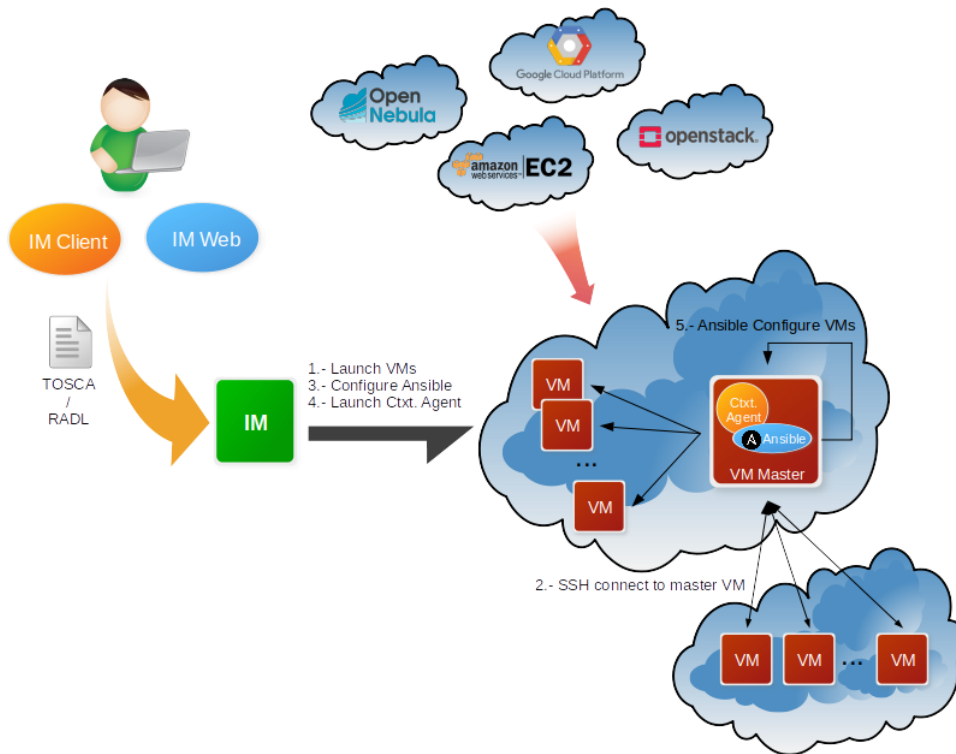 Google Cloud Platform
Open
Nebula
openstack.
amazon
web services™
EC2
IM Client
IM Web
TOSCA
/
RADL
IM
1.- Launch VMs
3.- Configure Ansible
4.- Launch Ctxt. Agent
5.- Ansible Configure VMs
VM
VM
...
VM
Ctxt.
Agent
A Ansible
VM Master
2.- SSH connect to master VM
VM
VM
...
VM